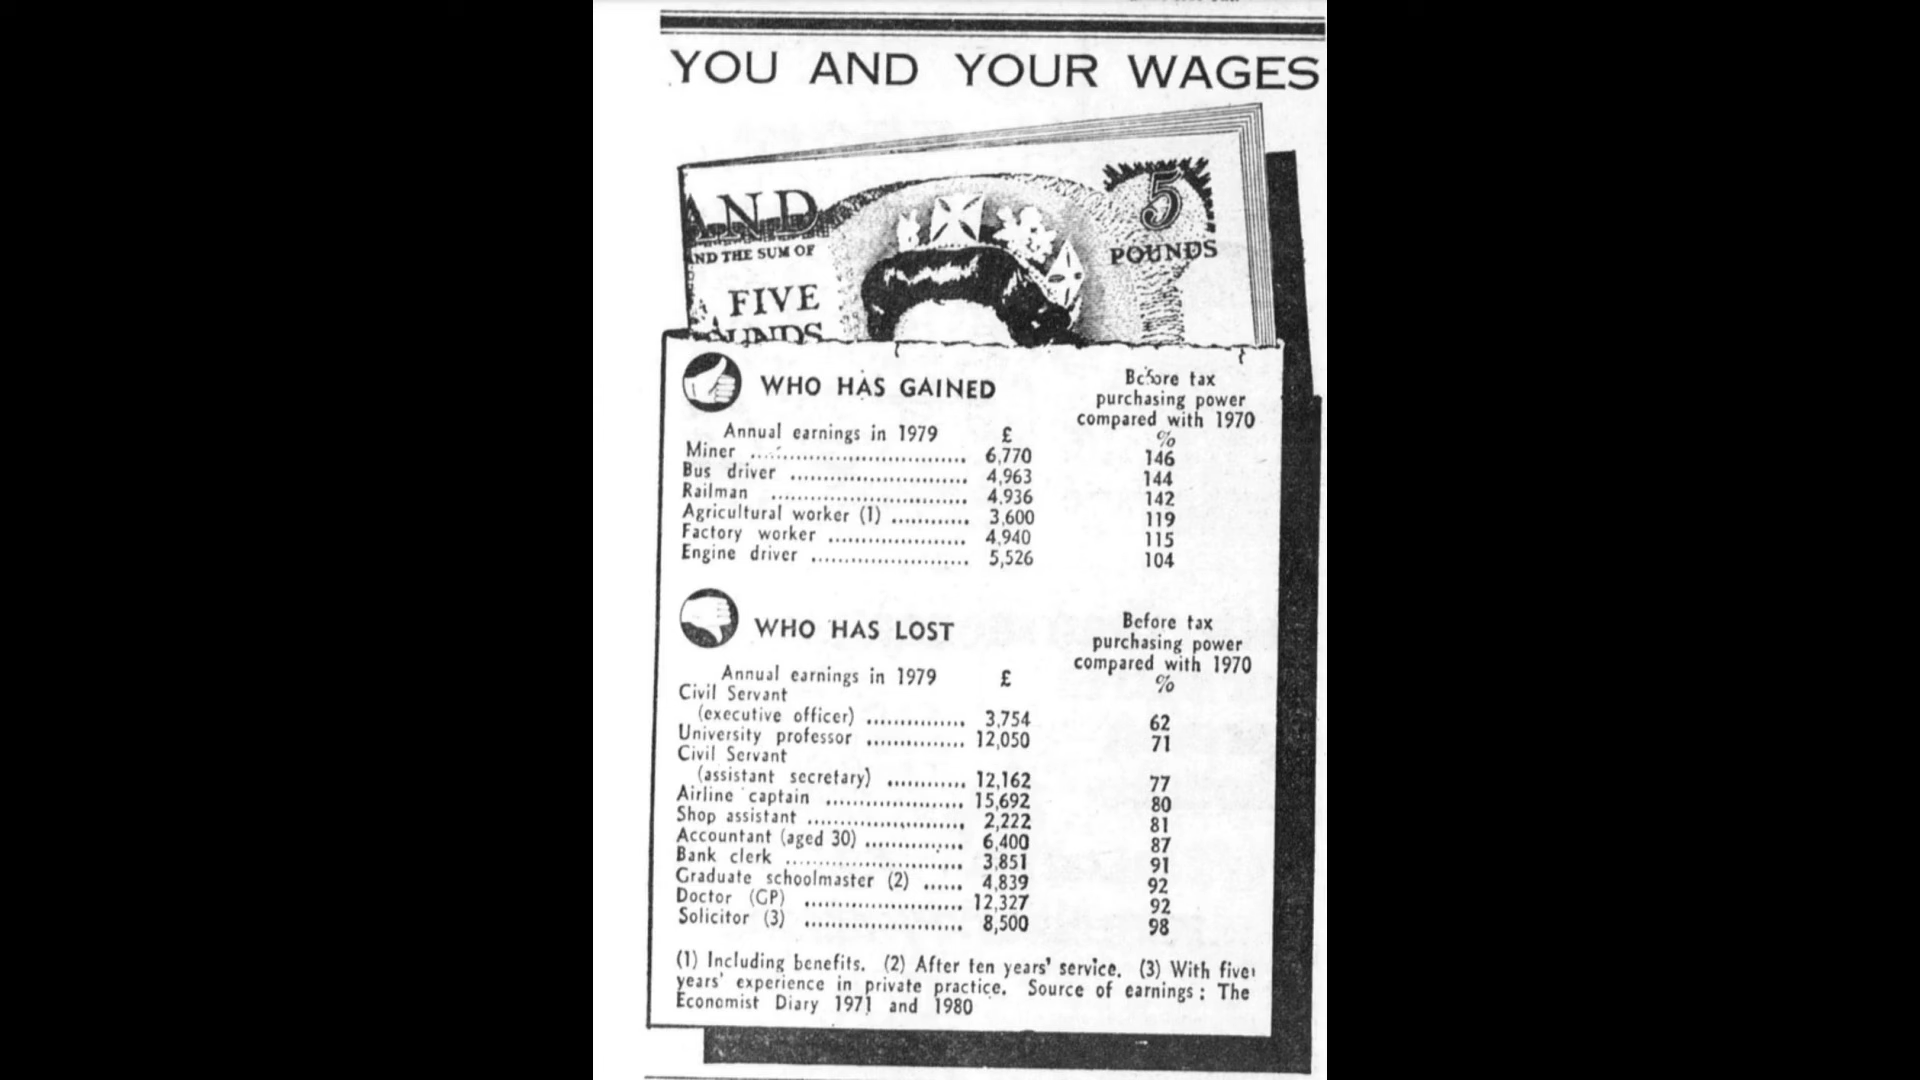 YOU AND YOUR WAGES
AND
AND THE SUM OF
FIVE
OUNDS
5
POUNDS
WHO HAS GAINED
Before tax
purchasing power
compared with 1970
Annual earnings in 1979 £ %
Miner .............................. 6,770 146
Bus driver ......................... 4,963 144
Railman ............................ 4,936 142
Agricultural worker (1) ............ 3,600 119
Factory worker ..................... 4,940 115
Engine driver ...................... 5,526 104
WHO HAS LOST
Before tax
purchasing power
compared with 1970
Annual earnings in 1979 £ %
Civil Servant
(executive officer) ............... 3,754 62
University professor .............. 12,050 71
Civil Servant
(assistant secretary) ............ 12,162 77
Airline captain .................... 15,692 80
Shop assistant ..................... 2,222 81
Accountant (aged 30) .............. 6,400 87
Bank clerk ......................... 3,851 91
Graduate schoolmaster (2) ...... 4,839 92
Doctor (GP) ....................... 12,327 92
Solicitor (3) ....................... 8,500 98
(1) Including benefits. (2) After ten years' service. (3) With five
years' experience in private practice. Source of earnings: The
Economist Diary 1971 and 1980